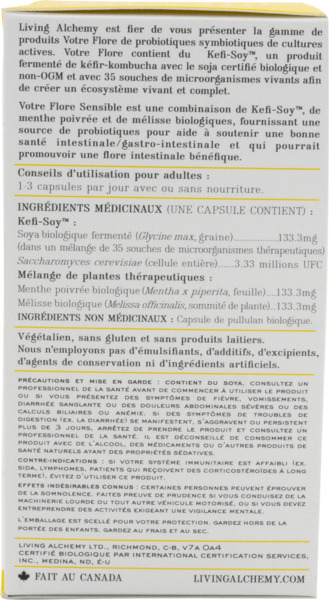 Living Alchemy est fier de vous présenter la gamme de
produits Votre Flore de probiotiques symbiotiques de cultures
actives. Votre Flore contient du Kefi-Soy™, un produit
fermenté de kéfir-kombucha avec le soja certifié biologique et
non-OGM et avec 35 souches de microorganismes vivants afin
de créer un écosystème vivant et complet.
Votre Flore Sensible est une combinaison de Kefi-Soy™, de
menthe poivrée et de mélisse biologiques, fournissant une
source de probiotiques pour aide à soutenir une bonne
santé intestinale/gastro-intestinale et qui pourrait
promouvoir une flore intestinale bénéfique.
Conseils d'utilisation pour adultes :
1-3 capsules par jour avec ou sans nourriture.
INGRÉDIENTS MÉDICINAUX (UNE CAPSULE CONTIENT) :
Kefi-Soy™ :
Soya biologique fermenté (Glycine max, graine)..............133.3mg
(dans un mélange de 35 souches de microorganismes thérapeutiques)
Saccharomyces cerevisiae (cellule entière)......3.33 millions UFC
Mélange de plantes thérapeutiques :
Menthe poivrée biologique (Mentha x piperita, feuille)....133.3mg
Mélisse biologique (Melissa officinalis, sommité de plante)..133.3mg
INGRÉDIENTS NON MÉDICINAUX : Capsule de pullulan biologique.
Végétalien, sans gluten et sans produits laitiers.
Nous n'employons pas d'émulsifiants, d'additifs, d'excipients,
d'agents de conservation ni d'ingrédients artificiels.
PRÉCAUTIONS ET MISE EN GARDE : CONTIENT DU SOYA. CONSULTEZ UN
PROFESSIONNEL DE LA SANTÉ AVANT DE COMMENCER À UTILISER LE PRODUIT
OU SI VOUS PRÉSENTEZ DES SYMPTÔMES DE FIÈVRE, VOMISSEMENTS,
DIARRHÉE SANGLANTE OU DES DOULEURS ABDOMINALES SÉVÈRES OU DES
CALCULS BILIAIRES OU ANÉMIE. SI DES SYMPTÔMES DE TROUBLES DE
DIGESTION (EX. LA DIARRHÉE) SE MANIFESTENT, S'AGGRAVENT OU PERSISTENT
PLUS DE 3 JOURS, ARRÊTEZ DE PRENDRE LE PRODUIT ET CONSULTEZ UN
PROFESSIONNEL DE LA SANTÉ. IL EST DÉCONSEILLÉ DE CONSOMMER CE
PRODUIT AVEC DE L'ALCOOL, DES MÉDICAMENTS OU D'AUTRES PRODUITS DE
SANTÉ NATURELS AYANT DES PROPRIÉTÉS SÉDATIVES.
CONTRE-INDICATIONS : SI VOTRE SYSTÈME IMMUNITAIRE EST AFFAIBLI (EX.
SIDA, LYMPHOMES, PATIENTS QUI REÇOIVENT DES CORTICOSTÉROÏDES À LONG
TERME), ÉVITEZ D'UTILISER CE PRODUIT.
EFFETS INDÉSIRABLES CONNUS : CERTAINES PERSONNES PEUVENT ÉPROUVER
DE LA SOMNOLENCE. FAITES PREUVE DE PRUDENCE SI VOUS CONDUISEZ DE LA
MACHINERIE LOURDE OU TOUT AUTRE VÉHICULE MOTORISÉ, OU SI VOUS DEVEZ
ENTREPRENDRE DES ACTIVITÉS EXIGEANT UNE VIGILANCE MENTALE.
L'EMBALLAGE EST SCELLÉ POUR VOTRE PROTECTION. GARDEZ HORS DE LA
PORTÉE DES ENFANTS. GARDEZ AU FRAIS ET AU SEC.
LIVING ALCHEMY LTD., RICHMOND, C-B, V7A 0A4
CERTIFIÉ BIOLOGIQUE PAR INTERNATIONAL CERTIFICATION SERVICES,
INC., MEDINA, ND, É-U
FAIT AU CANADA LIVINGALCHEMY.COM